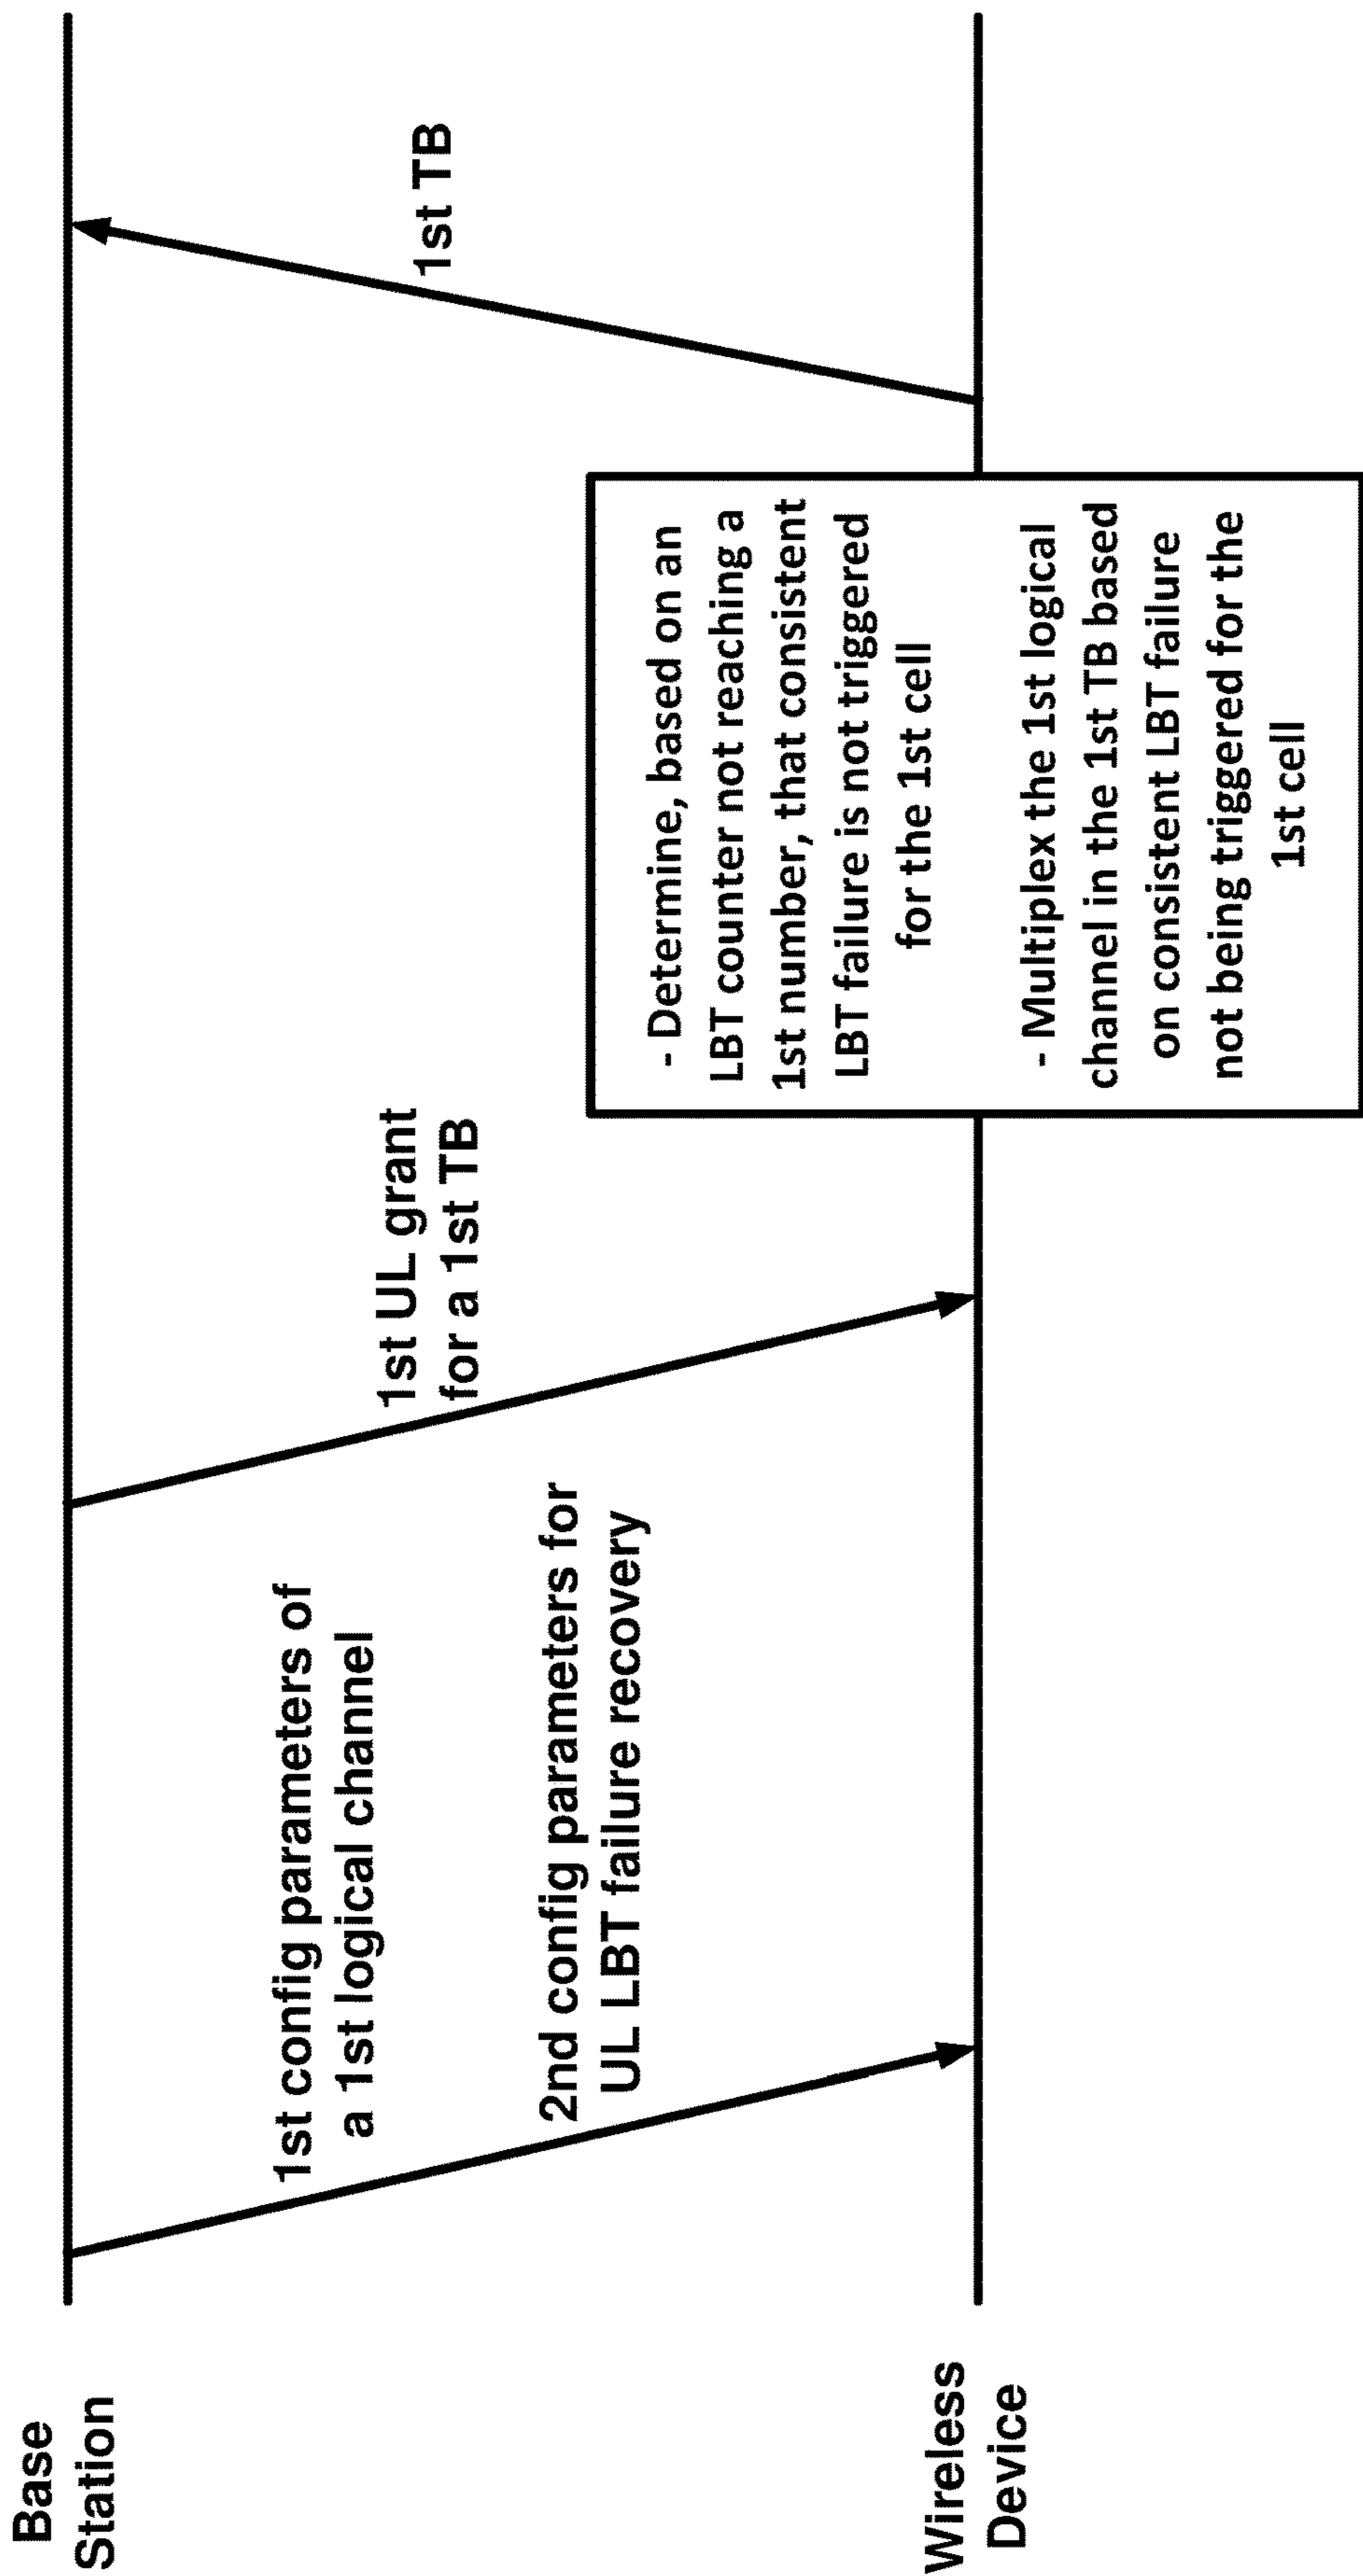 Base
Station
1st config parameters of
a 1st logical channel
2nd config parameters for
UL LBT failure recovery
1st UL grant
for a 1st TB
1st TB
- Determine, based on an
LBT counter not reaching a
1st number, that consistent
LBT failure is not triggered
for the 1st cell
- Multiplex the 1st logical
channel in the 1st TB based
on consistent LBT failure
not being triggered for the
1st cell
Wireless
Device